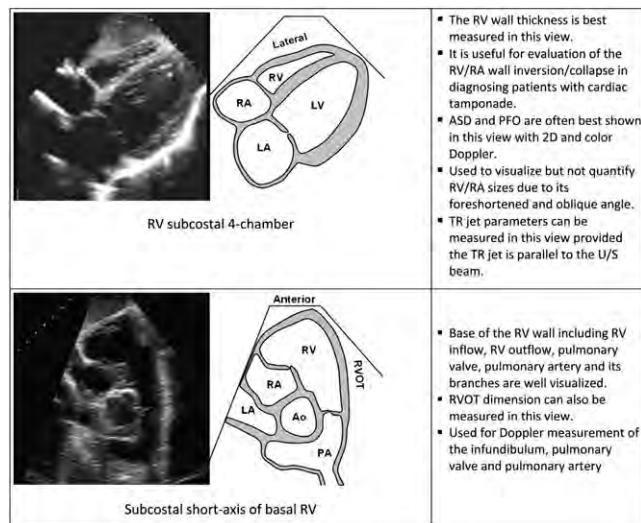 Lateral
RV
RA
LV
LA
RV subcostal 4-chamber
▪ The RV wall thickness is best
measured in this view.
▪ It is useful for evaluation of the
RV/RA wall inversion/collapse in
diagnosing patients with cardiac
tamponade.
▪ ASD and PFO are often best shown
in this view with 2D and color
Doppler.
▪ Used to visualize but not quantify
RV/RA sizes due to its
foreshortened and oblique angle.
▪ TR jet parameters can be
measured in this view provided
the TR jet is parallel to the U/S
beam.
Anterior
RV
RVOT
RA
LA
Ao
PA
Subcostal short-axis of basal RV
▪ Base of the RV wall including RV
inflow, RV outflow, pulmonary
valve, pulmonary artery and its
branches are well visualized.
▪ RVOT dimension can also be
measured in this view.
▪ Used for Doppler measurement of
the infundibulum, pulmonary
valve and pulmonary artery